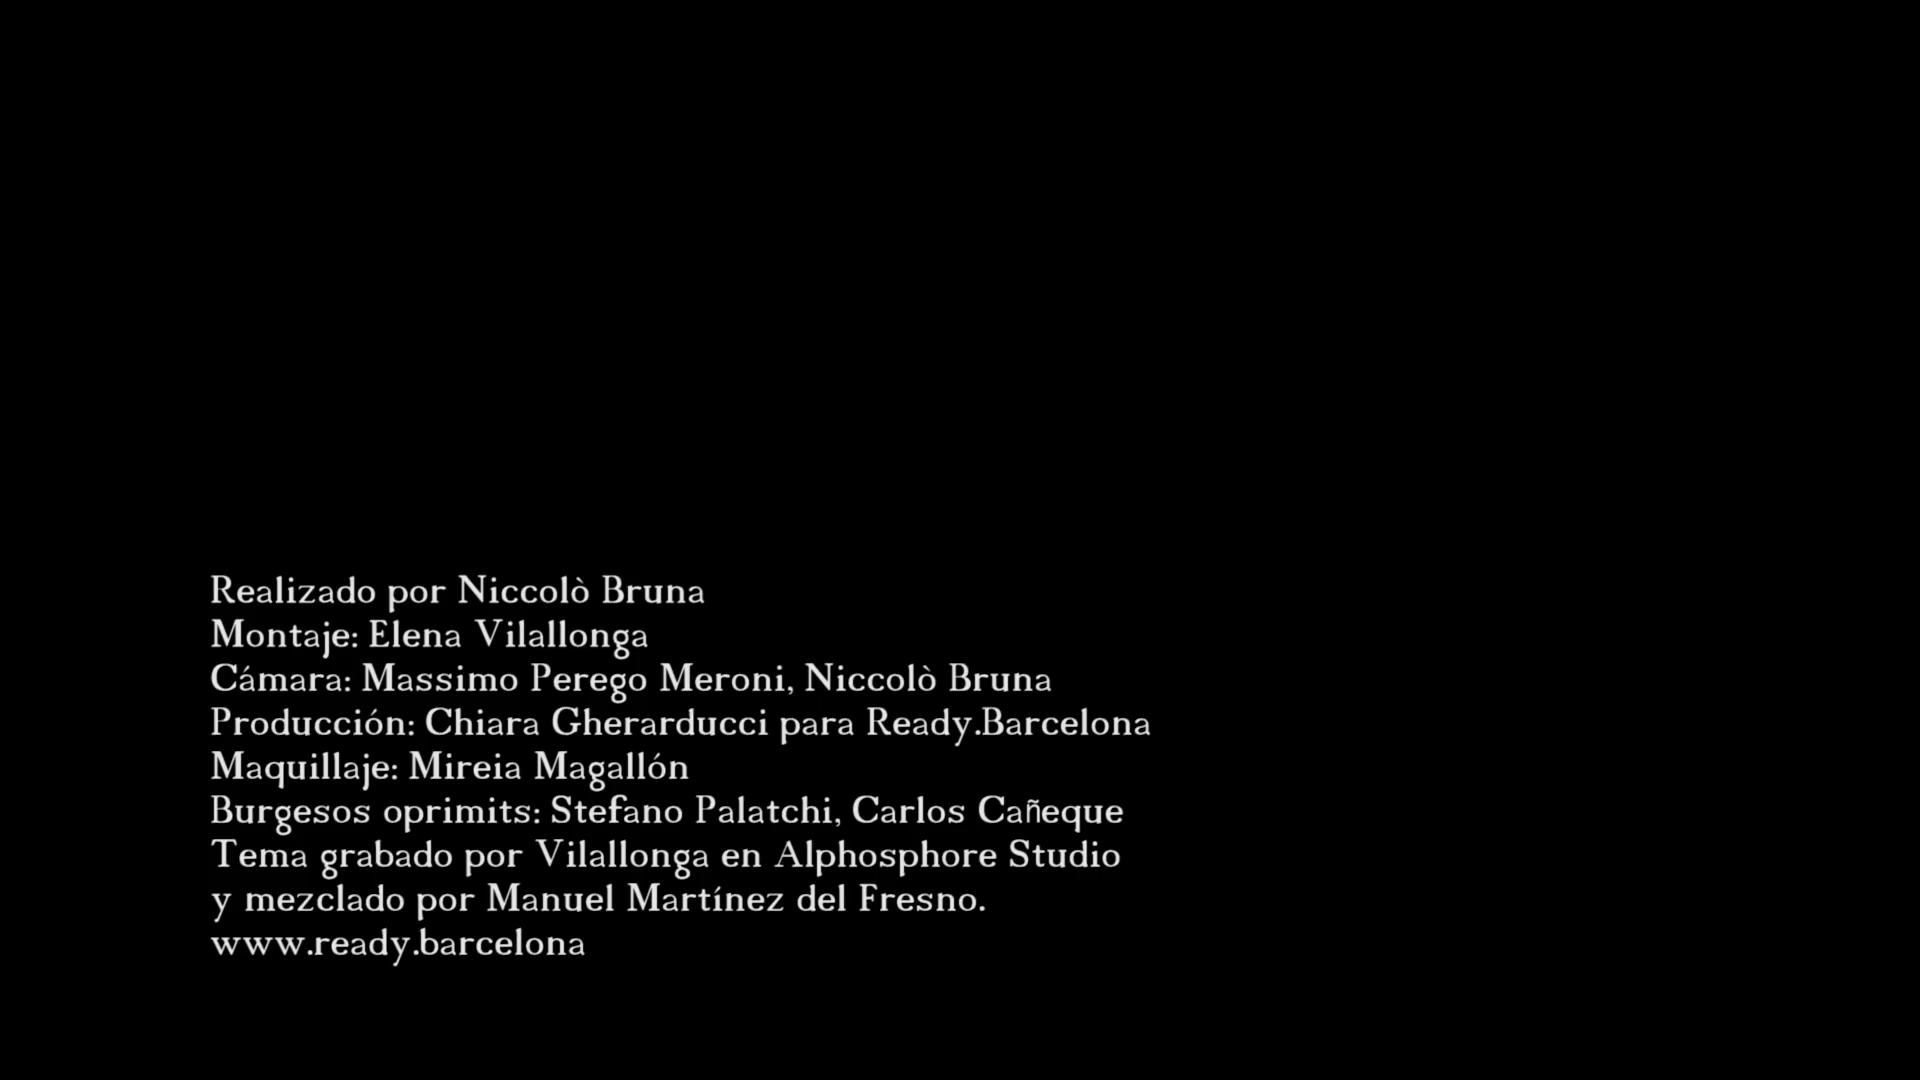 Realizado por Niccolò Bruna
Montaje: Elena Vilallonga
Cámara: Massimo Perego Meroni, Niccolò Bruna
Producción: Chiara Gherarducci para Ready.Barcelona
Maquillaje: Mireia Magallón
Burgesos oprimits: Stefano Palatchi, Carlos Cañeque
Tema grabado por Vilallonga en Alphosphore Studio
y mezclado por Manuel Martínez del Fresno.
www.ready.barcelona